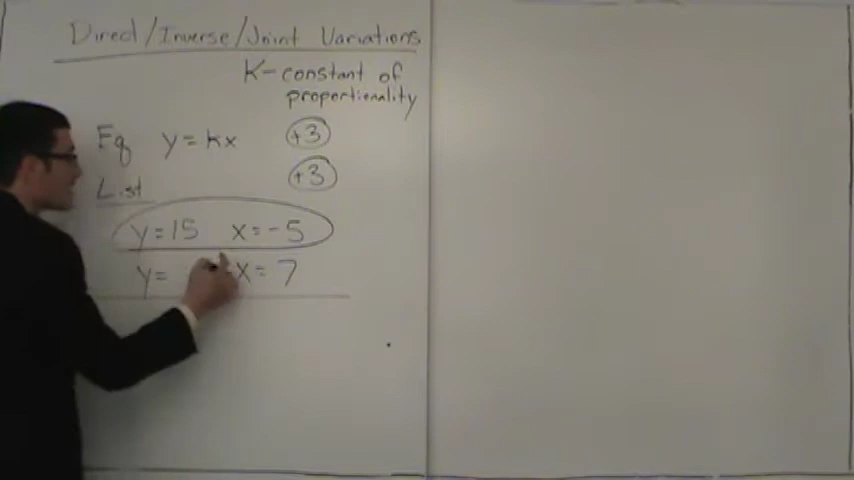 Direct/Inverse/Joint Variations
K-constant of
proportionality
Eq y=kx +3
List +3
y=15 x=-5
y= x=7